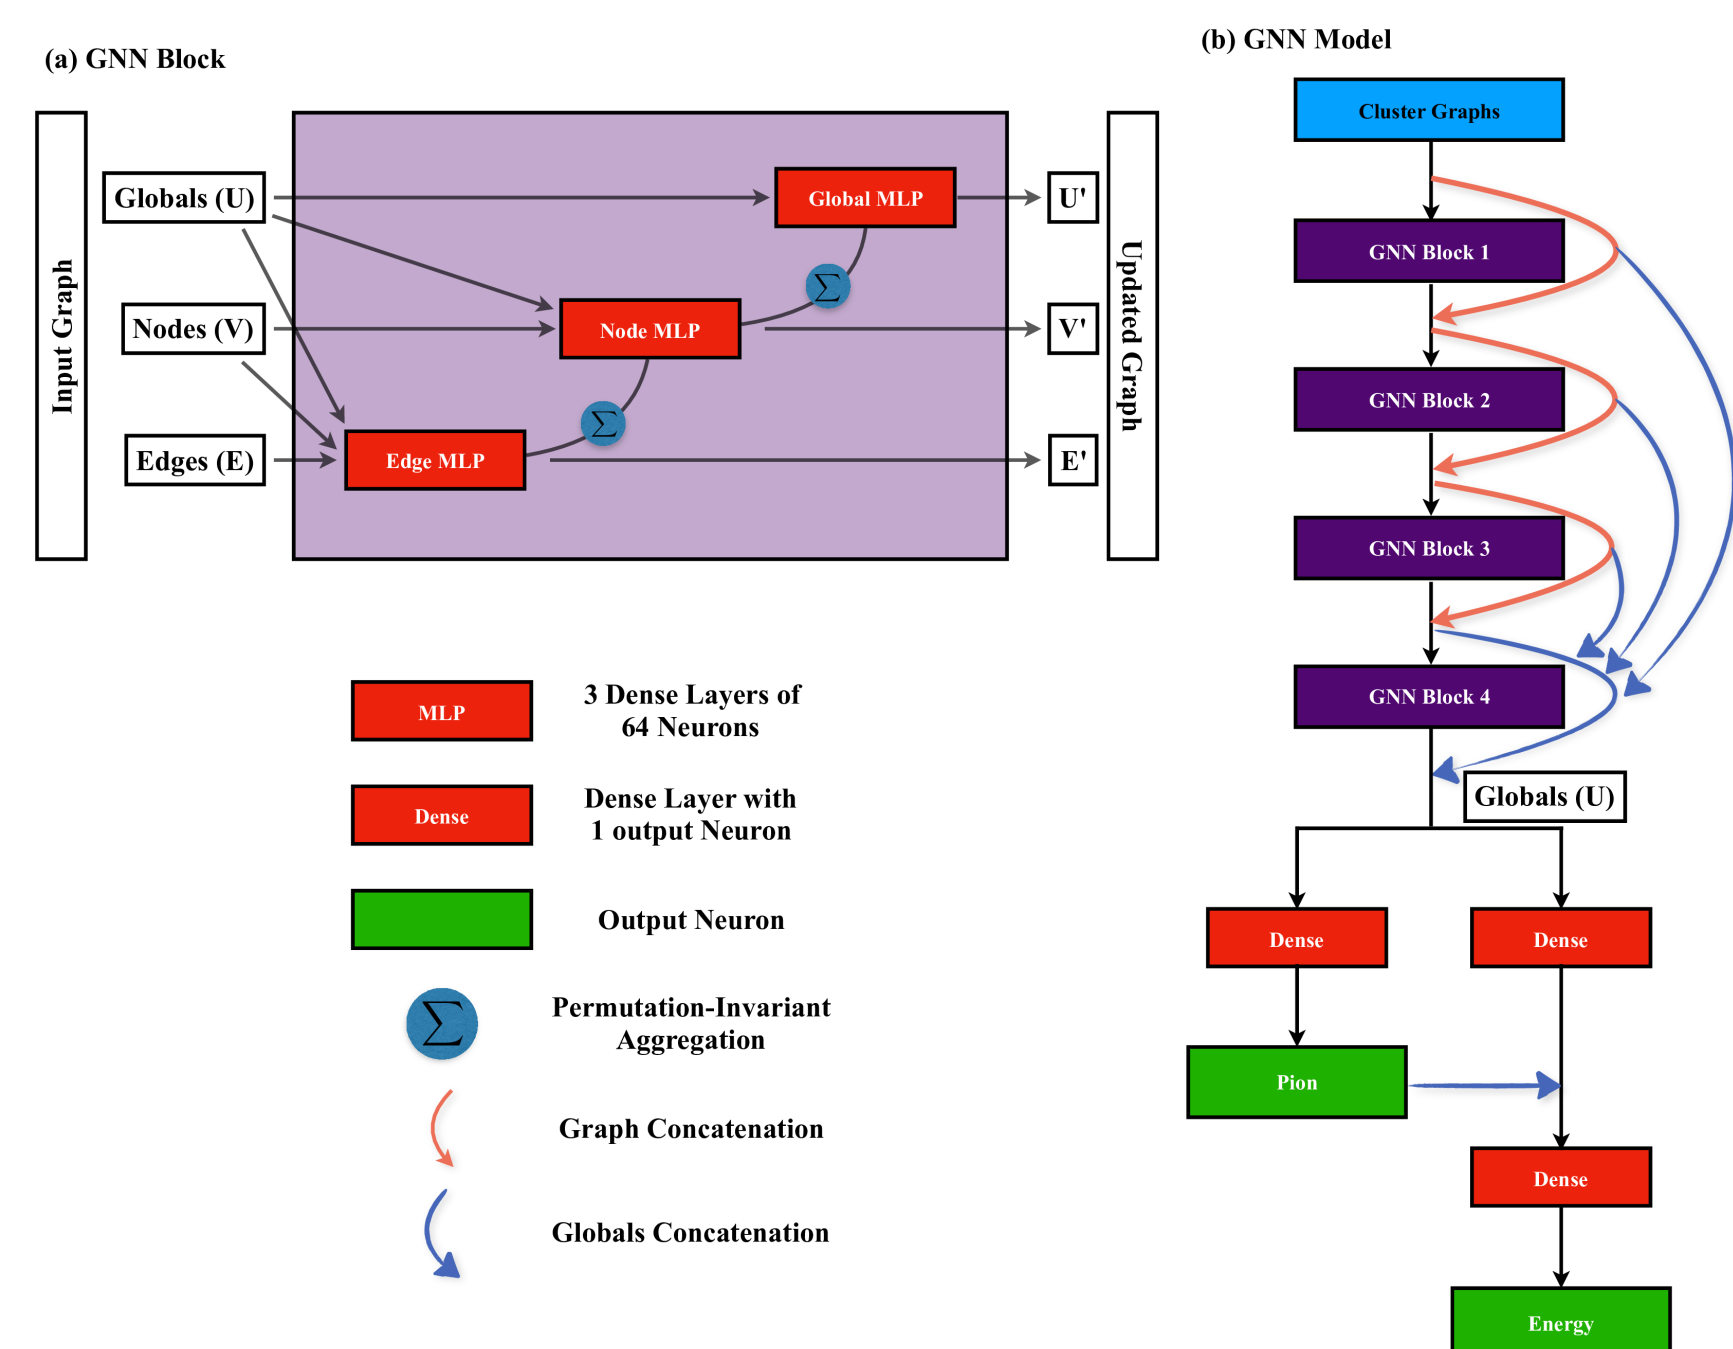 (a) GNN Block
Input Graph
Globals (U)
Nodes (V)
Edges (E)
Global MLP
Σ
Node MLP
Σ
Edge MLP
U'
V'
E'
Updated Graph
MLP
3 Dense Layers of
64 Neurons
Dense
Dense Layer with
1 output Neuron
Output Neuron
Σ
Permutation-Invariant
Aggregation
Graph Concatenation
Globals Concatenation
(b) GNN Model
Cluster Graphs
GNN Block 1
GNN Block 2
GNN Block 3
GNN Block 4
Globals (U)
Dense
Dense
Pion
Dense
Energy